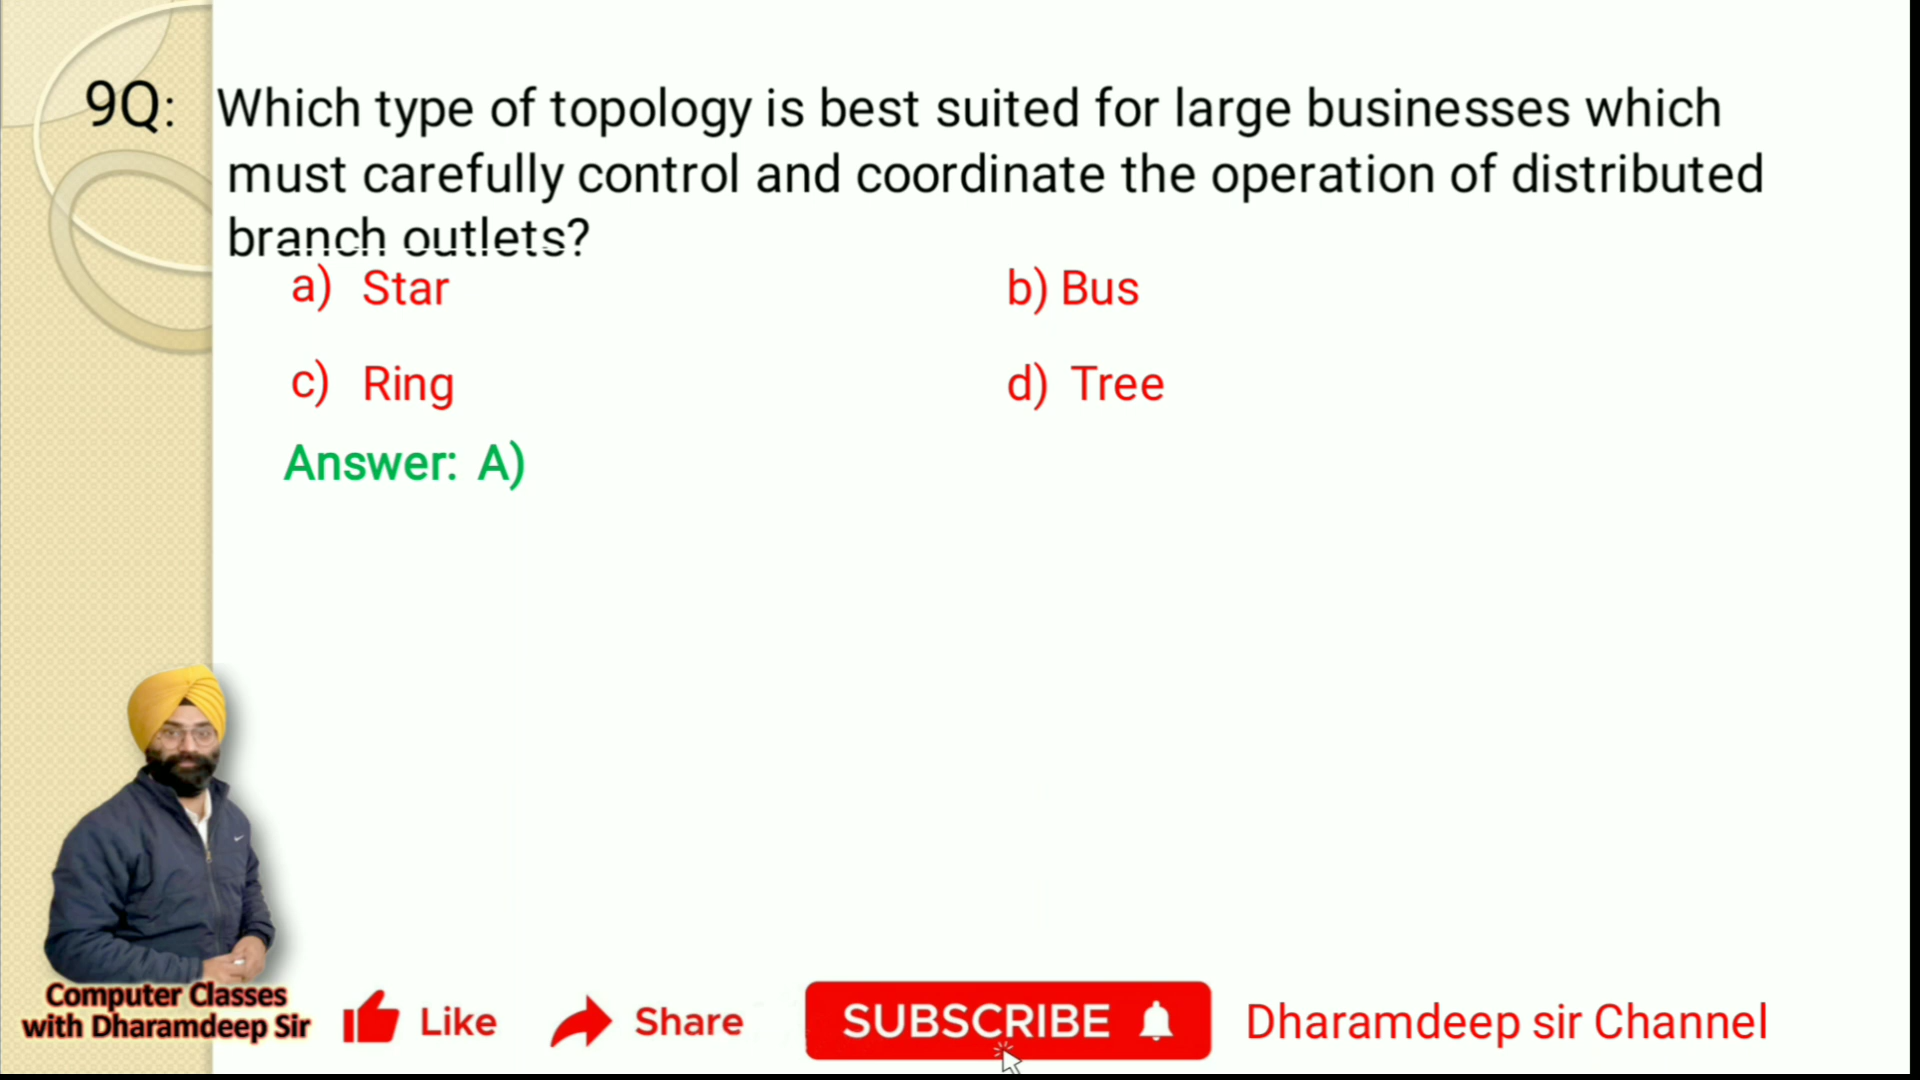 9Q: Which type of topology is best suited for large businesses which
must carefully control and coordinate the operation of distributed
branch outlets?
a) Star
b) Bus
c) Ring
d) Tree
Answer: A)
Computer Classes
with Dharamdeep Sir
Like
Share
SUBSCRIBE
Dharamdeep sir Channel